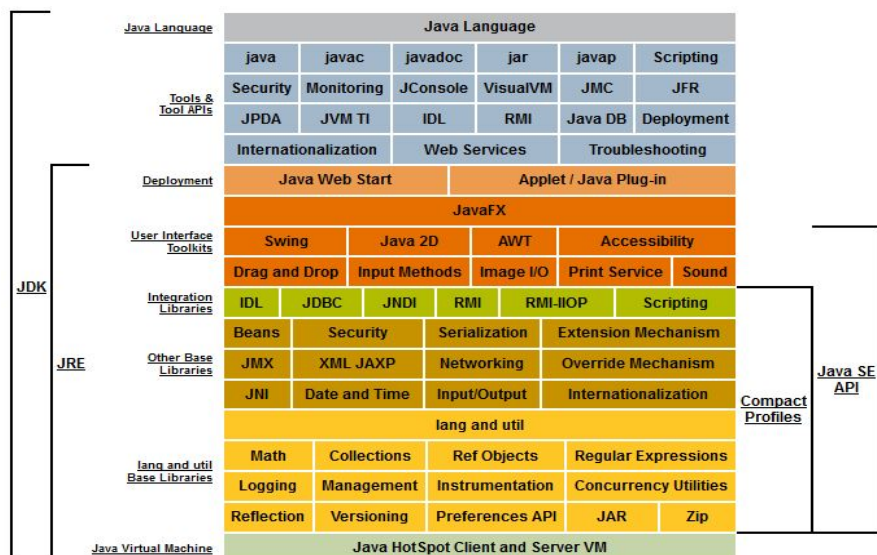 Java Language Java Language
java javac javadoc jar javap Scripting
Security Monitoring JConsole VisualVM JMC JFR
Tools &
Tool APIs
JPDA JVM TI IDL RMI Java DB Deployment
Internationalization Web Services Troubleshooting
Deployment Java Web Start Applet / Java Plug-in
JavaFX
User Interface
Toolkits
Swing Java 2D AWT Accessibility
Drag and Drop Input Methods Image I/O Print Service Sound
JDK
Integration
Libraries
IDL JDBC JNDI RMI RMI-IIOP Scripting
Beans Security Serialization Extension Mechanism
JRE
Other Base
Libraries
JMX XML JAXP Networking Override Mechanism
Java SE
API
JNI Date and Time Input/Output Internationalization
Compact
Profiles
lang and util
Math Collections Ref Objects Regular Expressions
lang and util
Base Libraries
Logging Management Instrumentation Concurrency Utilities
Reflection Versioning Preferences API JAR Zip
Java Virtual Machine Java HotSpot Client and Server VM